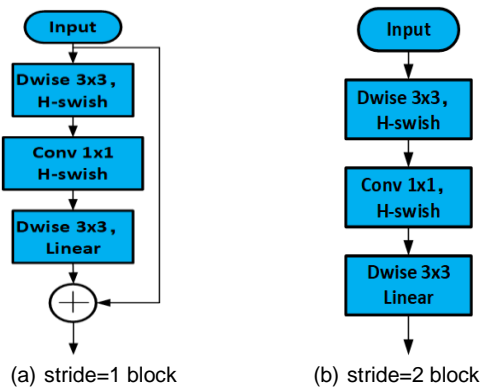 Input
Dwise 3x3,
H-swish
Conv 1x1
H-swish
Dwise 3x3,
Linear
(a) stride=1 block
Input
Dwise 3x3,
H-swish
Conv 1x1,
H-swish
Dwise 3x3
Linear
(b) stride=2 block